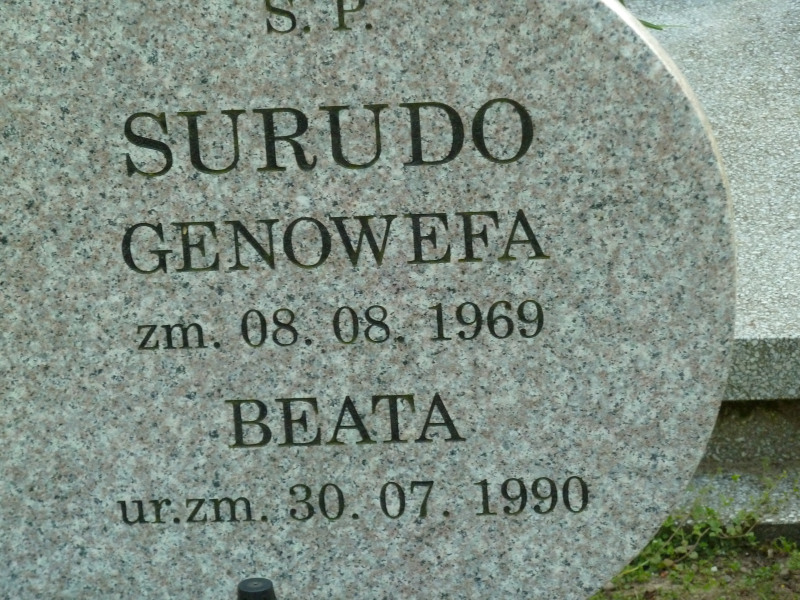 S. P.
SURUDO
GENOWEFA
zm. 08. 08. 1969
BEATA
ur.zm. 30. 07. 1990